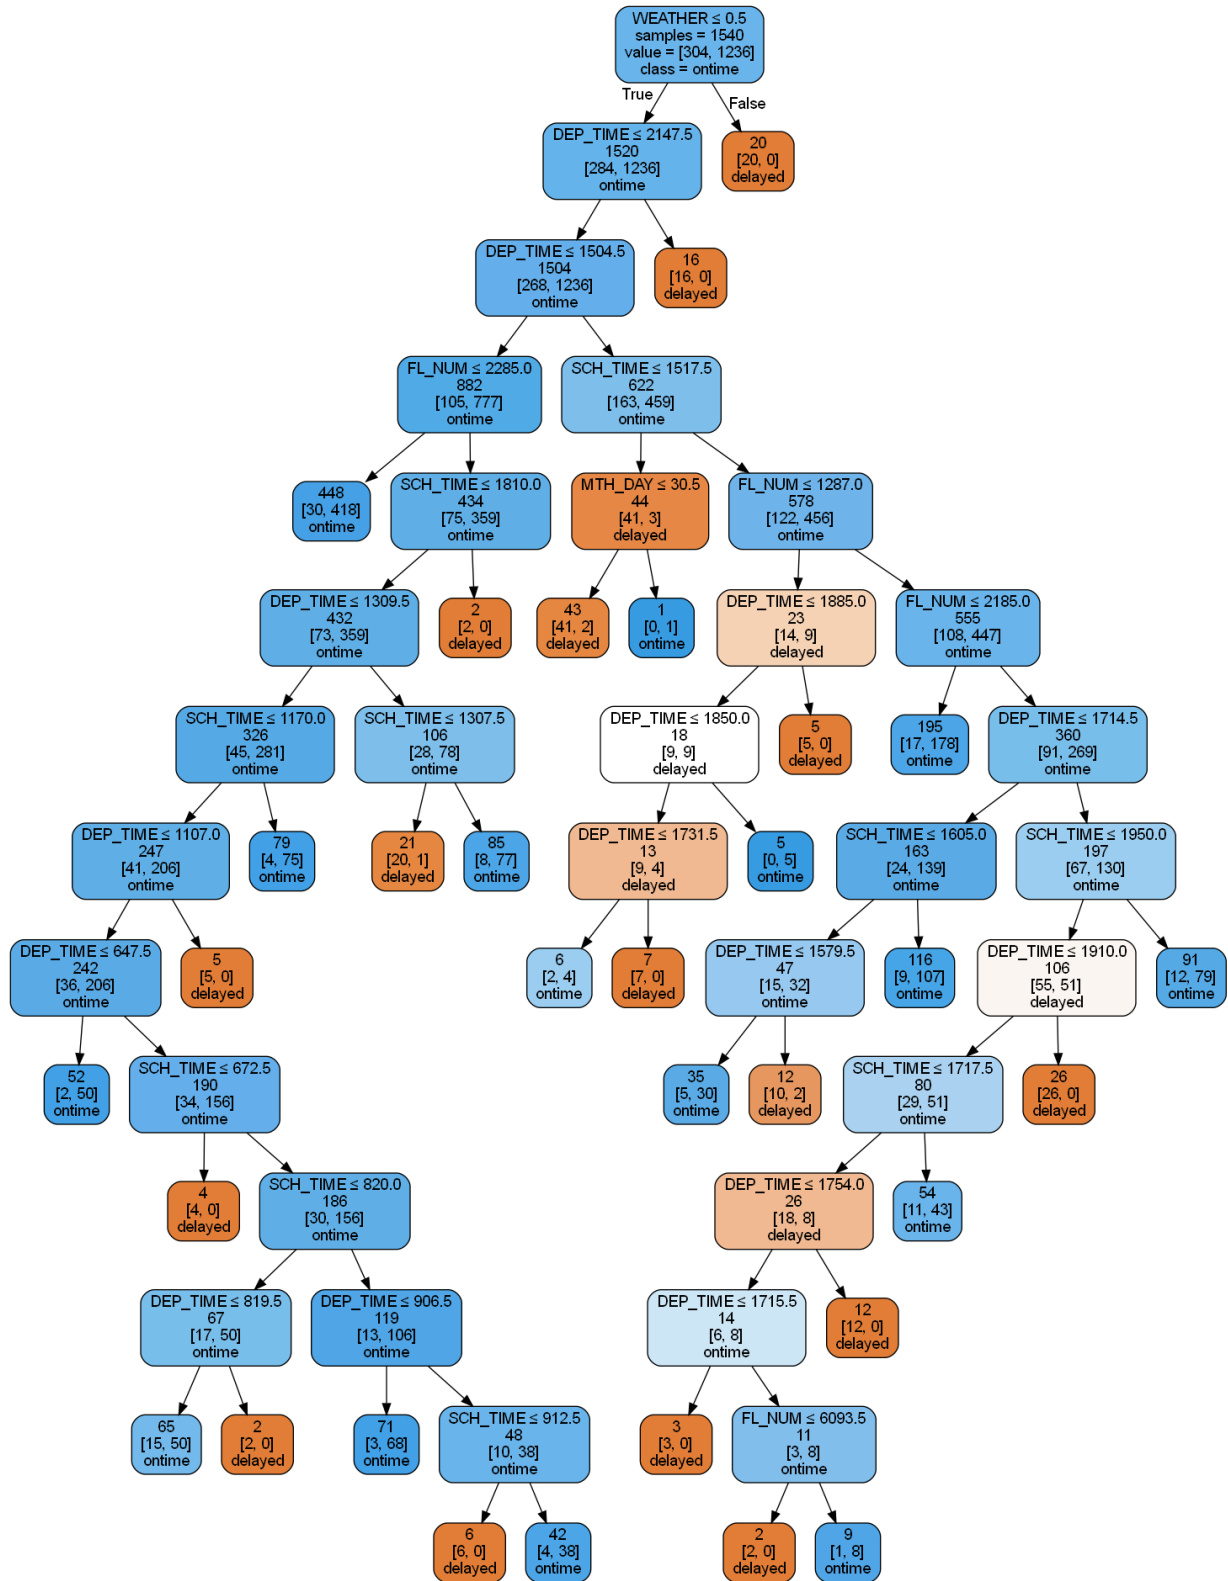 WEATHER ≤ 0.5
samples = 1540
value = [304, 1236]
class = ontime
True
False
DEP_TIME ≤ 2147.5
1520
[284, 1236]
ontime
20
[20, 0]
delayed
DEP_TIME ≤ 1504.5
1504
[268, 1236]
ontime
16
[16, 0]
delayed
FL_NUM ≤ 2285.0
882
[105, 777]
ontime
SCH_TIME ≤ 1517.5
622
[163, 459]
ontime
448
[30, 418]
ontime
SCH_TIME ≤ 1810.0
434
[75, 359]
ontime
MTH_DAY ≤ 30.5
44
[41, 3]
delayed
FL_NUM ≤ 1287.0
578
[122, 456]
ontime
DEP_TIME ≤ 1309.5
432
[73, 359]
ontime
2
[2, 0]
delayed
43
[41, 2]
delayed
1
[0, 1]
ontime
DEP_TIME ≤ 1885.0
23
[14, 9]
delayed
FL_NUM ≤ 2185.0
555
[108, 447]
ontime
SCH_TIME ≤ 1170.0
326
[45, 281]
ontime
SCH_TIME ≤ 1307.5
106
[28, 78]
ontime
DEP_TIME ≤ 1850.0
18
[9, 9]
delayed
5
[5, 0]
delayed
195
[17, 178]
ontime
DEP_TIME ≤ 1714.5
360
[91, 269]
ontime
DEP_TIME ≤ 1107.0
247
[41, 206]
ontime
79
[4, 75]
ontime
21
[20, 1]
delayed
85
[8, 77]
ontime
DEP_TIME ≤ 1731.5
13
[9, 4]
delayed
5
[0, 5]
ontime
SCH_TIME ≤ 1605.0
163
[24, 139]
ontime
SCH_TIME ≤ 1950.0
197
[67, 130]
ontime
DEP_TIME ≤ 647.5
242
[36, 206]
ontime
5
[5, 0]
delayed
6
[2, 4]
ontime
7
[7, 0]
delayed
DEP_TIME ≤ 1579.5
47
[15, 32]
ontime
116
[9, 107]
ontime
DEP_TIME ≤ 1910.0
106
[55, 51]
delayed
91
[12, 79]
ontime
52
[2, 50]
ontime
SCH_TIME ≤ 672.5
190
[34, 156]
ontime
35
[5, 30]
ontime
12
[10, 2]
delayed
SCH_TIME ≤ 1717.5
80
[29, 51]
ontime
26
[26, 0]
delayed
4
[4, 0]
delayed
SCH_TIME ≤ 820.0
186
[30, 156]
ontime
DEP_TIME ≤ 1754.0
26
[18, 8]
delayed
54
[11, 43]
ontime
DEP_TIME ≤ 819.5
67
[17, 50]
ontime
DEP_TIME ≤ 906.5
119
[13, 106]
ontime
DEP_TIME ≤ 1715.5
14
[6, 8]
ontime
12
[12, 0]
delayed
65
[15, 50]
ontime
2
[2, 0]
delayed
71
[3, 68]
ontime
SCH_TIME ≤ 912.5
48
[10, 38]
ontime
3
[3, 0]
delayed
FL_NUM ≤ 6093.5
11
[3, 8]
ontime
6
[6, 0]
delayed
42
[4, 38]
ontime
2
[2, 0]
delayed
9
[1, 8]
ontime